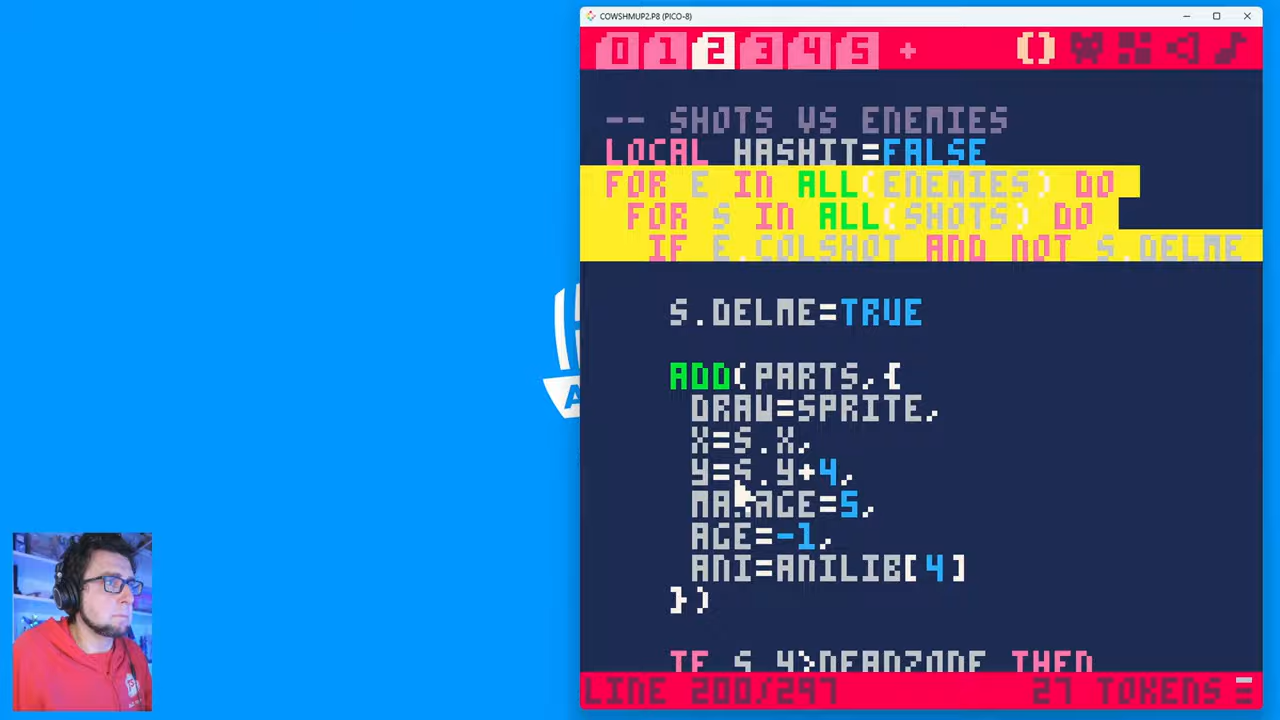 COWSHMUP2.P8 (PICO-8)
0 1 2 3 4 5 +
-- SHOTS VS ENEMIES
LOCAL HASHIT=FALSE
FOR E IN ALL(ENEMIES) DO
FOR S IN ALL(SHOTS) DO
IF E.COLSHOT AND NOT S.DELME
S.DELME=TRUE
ADD(PARTS,{
DRAW=SPRITE,
X=S.X,
Y=S.Y+4,
MAXAGE=5,
AGE=-1,
ANI=ANILIB[4]
})
IF S.Y>DEADZONE THEN
LINE 200/297
27 TOKENS